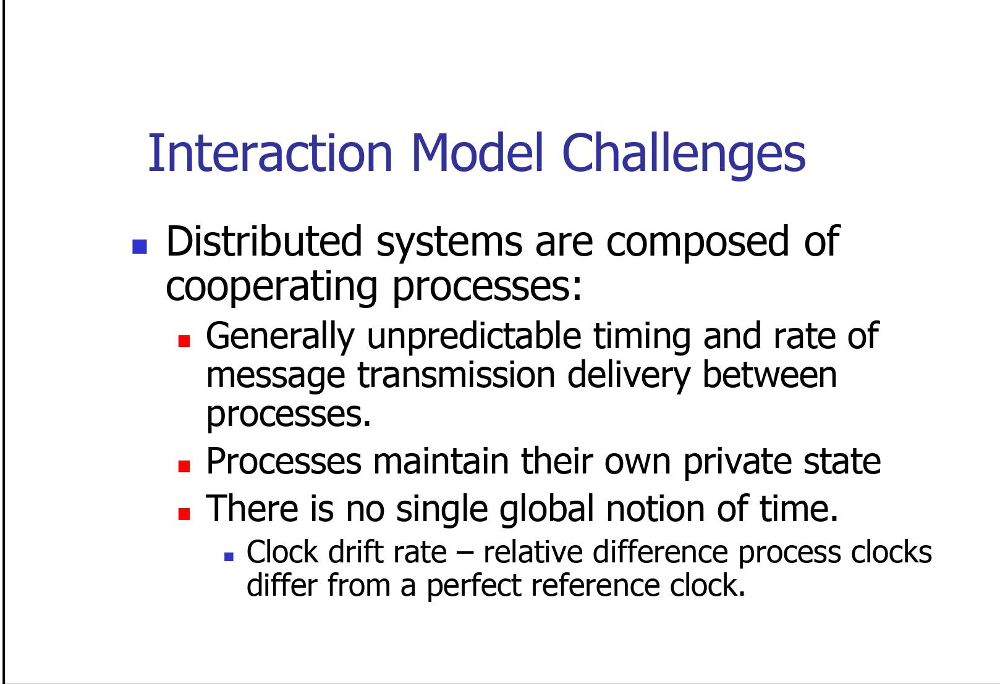 Interaction Model Challenges
Distributed systems are composed of
cooperating processes:
Generally unpredictable timing and rate of
message transmission delivery between
processes.
Processes maintain their own private state
There is no single global notion of time.
Clock drift rate – relative difference process clocks
differ from a perfect reference clock.